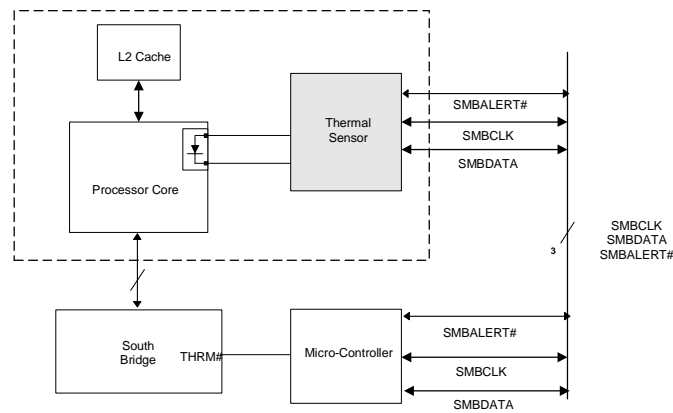 L2 Cache
Thermal
Sensor
SMBALERT#
SMBCLK
SMBDATA
Processor Core
SMBCLK
SMBDATA
SMBALERT#
3
South
Bridge
THRM#
Micro-Controller
SMBALERT#
SMBCLK
SMBDATA